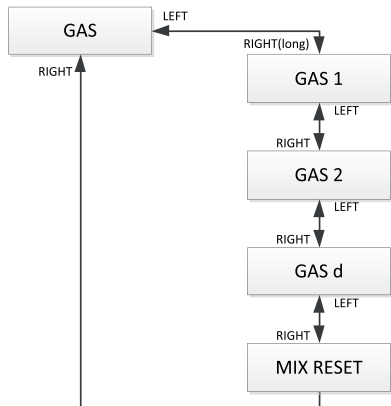 GAS
LEFT
RIGHT(long)
RIGHT
GAS 1
LEFT
RIGHT
GAS 2
LEFT
RIGHT
GAS d
LEFT
RIGHT
MIX RESET